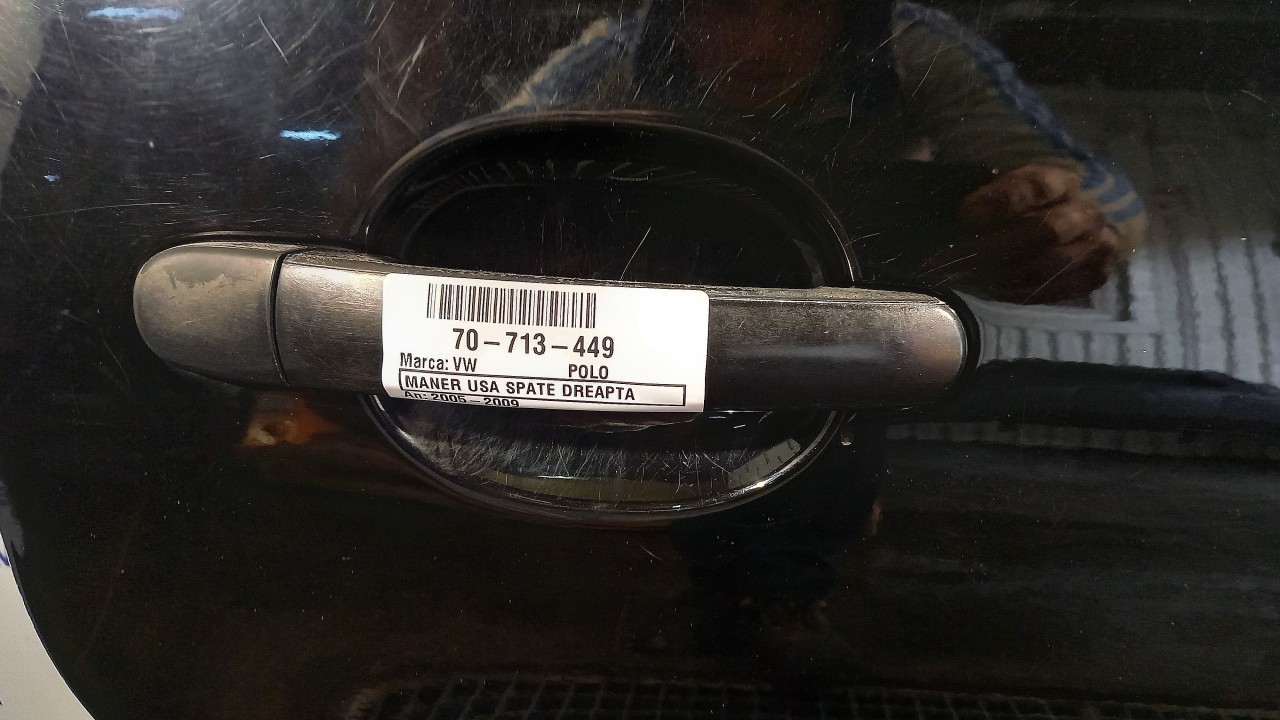 70-713-449
Marca: VW POLO
MANER USA SPATE DREAPTA
An: 2005-2009